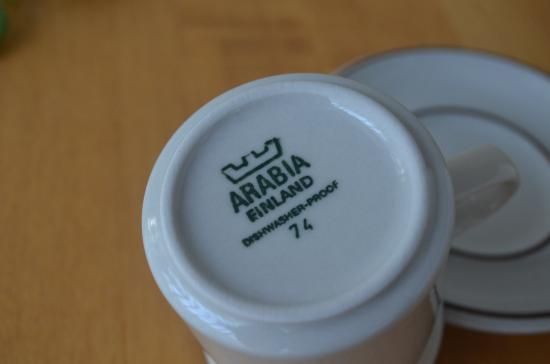 ARABIA
FINLAND
DISHWASHER-PROOF
74